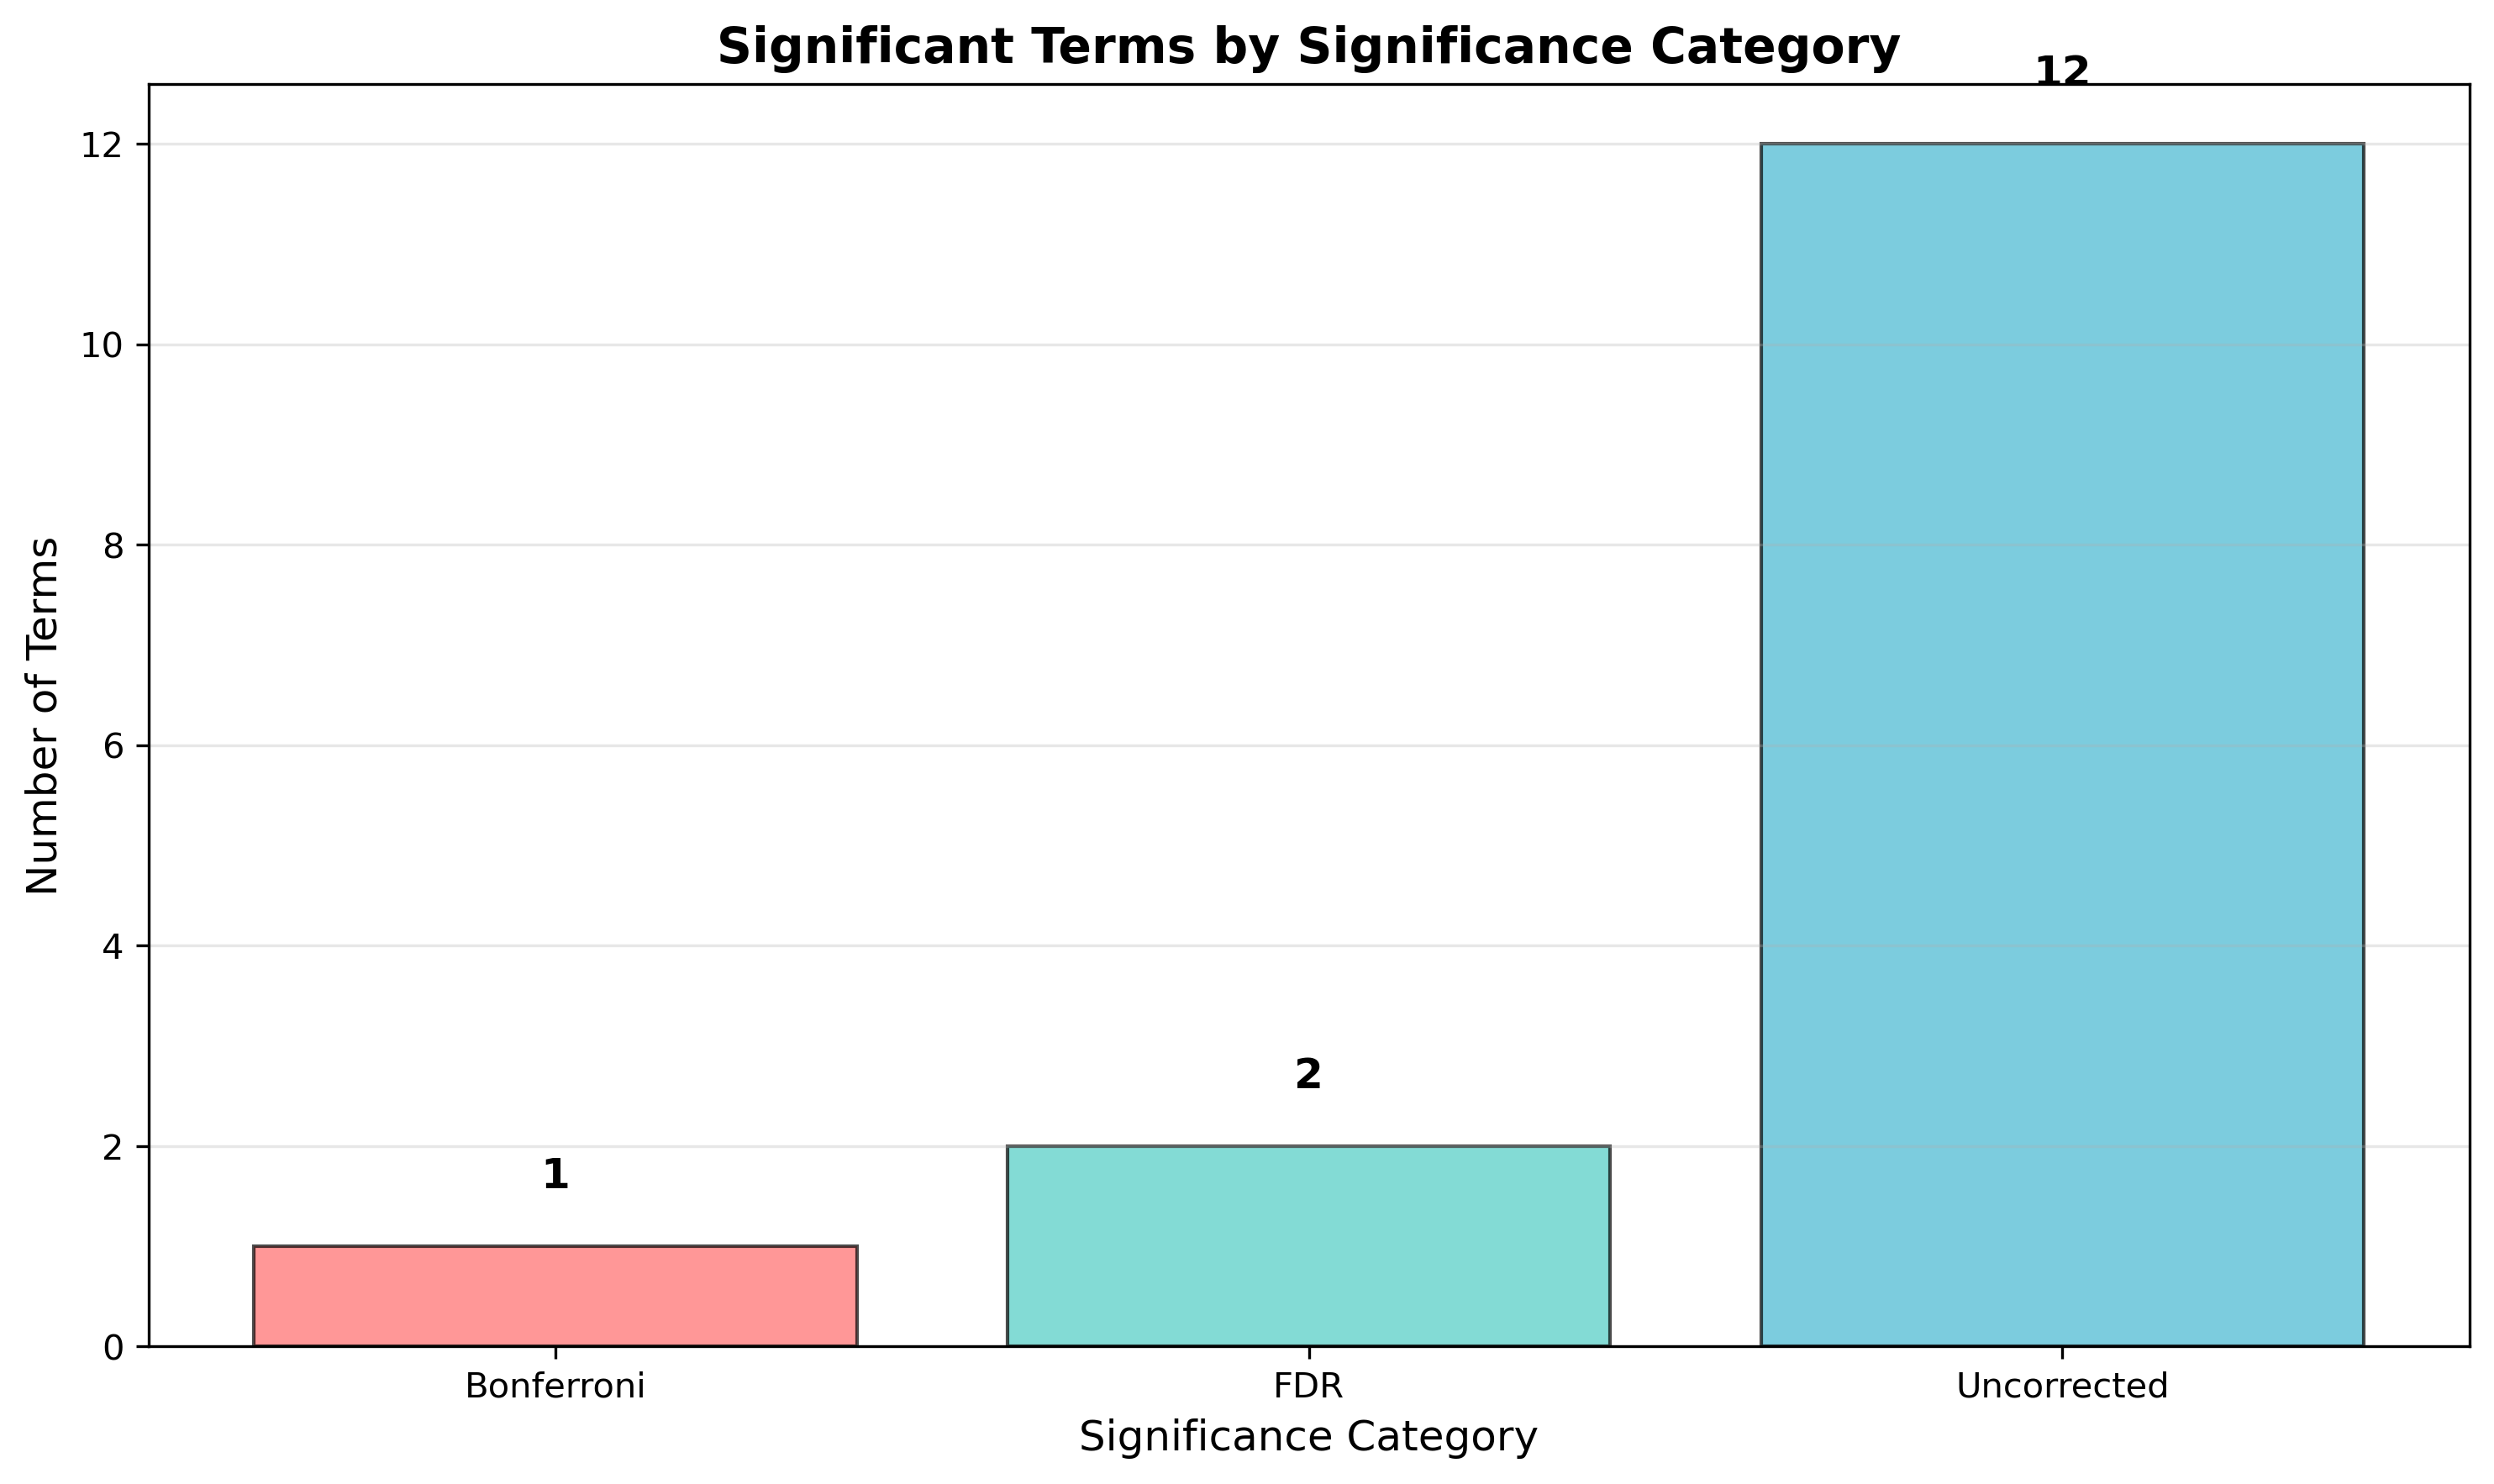 Significant Terms by Significance Category
12
12
10
8
6
4
2
0
Number of Terms
1
2
Bonferroni
FDR
Uncorrected
Significance Category